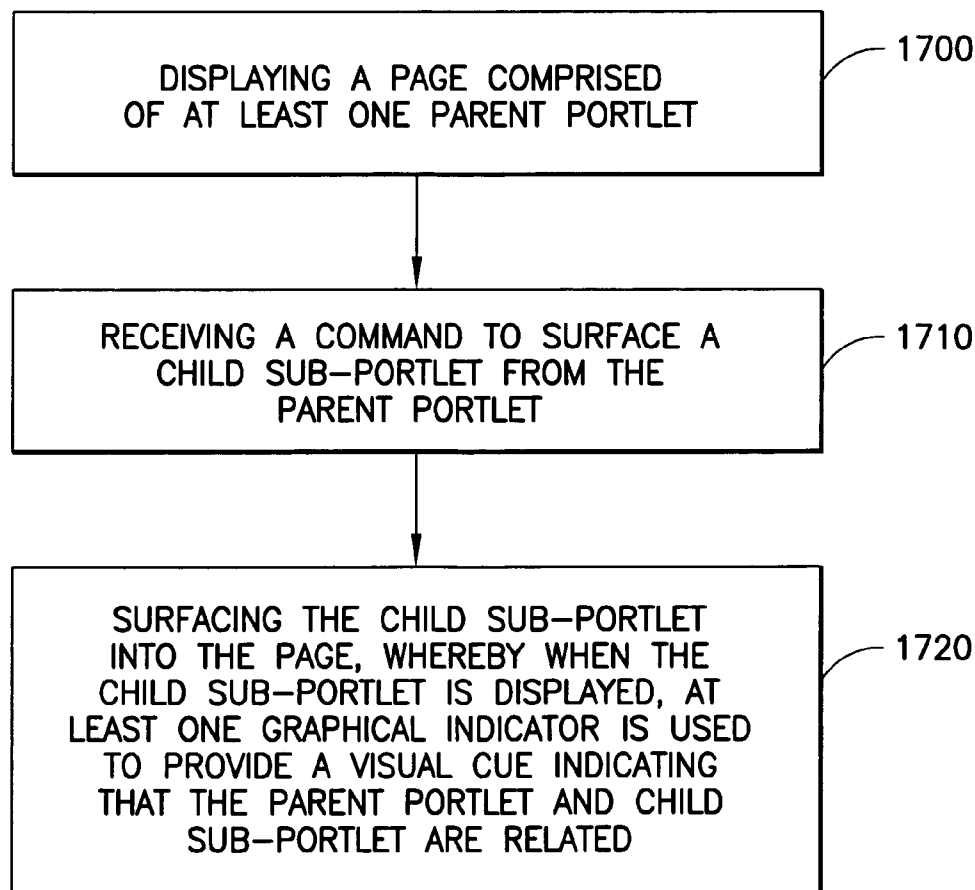 DISPLAYING A PAGE COMPRISED
OF AT LEAST ONE PARENT PORTLET
1700
RECEIVING A COMMAND TO SURFACE A
CHILD SUB–PORTLET FROM THE
PARENT PORTLET
1710
SURFACING THE CHILD SUB–PORTLET
INTO THE PAGE, WHEREBY WHEN THE
CHILD SUB–PORTLET IS DISPLAYED, AT
LEAST ONE GRAPHICAL INDICATOR IS USED
TO PROVIDE A VISUAL CUE INDICATING
THAT THE PARENT PORTLET AND CHILD
SUB–PORTLET ARE RELATED
1720